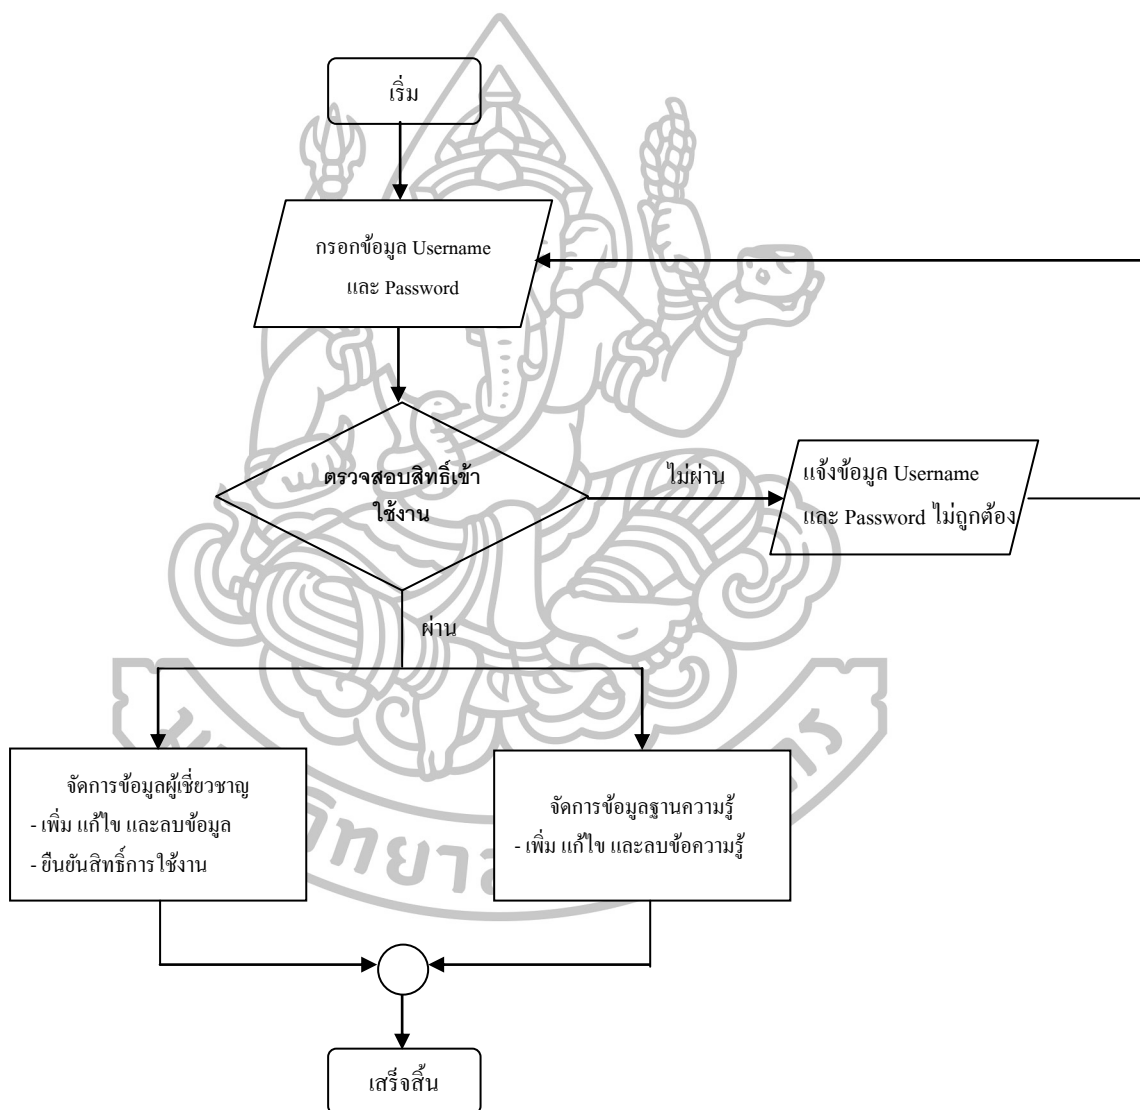 เริ่ม
กรอกข้อมูล Username
และ Password
ตรวจสอบสิทธิ์เข้า
ใช้งาน
ไม่ผ่าน
แจ้งข้อมูล Username
และ Password ไม่ถูกต้อง
ผ่าน
จัดการข้อมูลผู้เชี่ยวชาญ
- เพิ่ม แก้ไข และลบข้อมูล
- ยืนยันสิทธิ์การใช้งาน
จัดการข้อมูลฐานความรู้
- เพิ่ม แก้ไข และลบข้อความรู้
เสร็จสิ้น